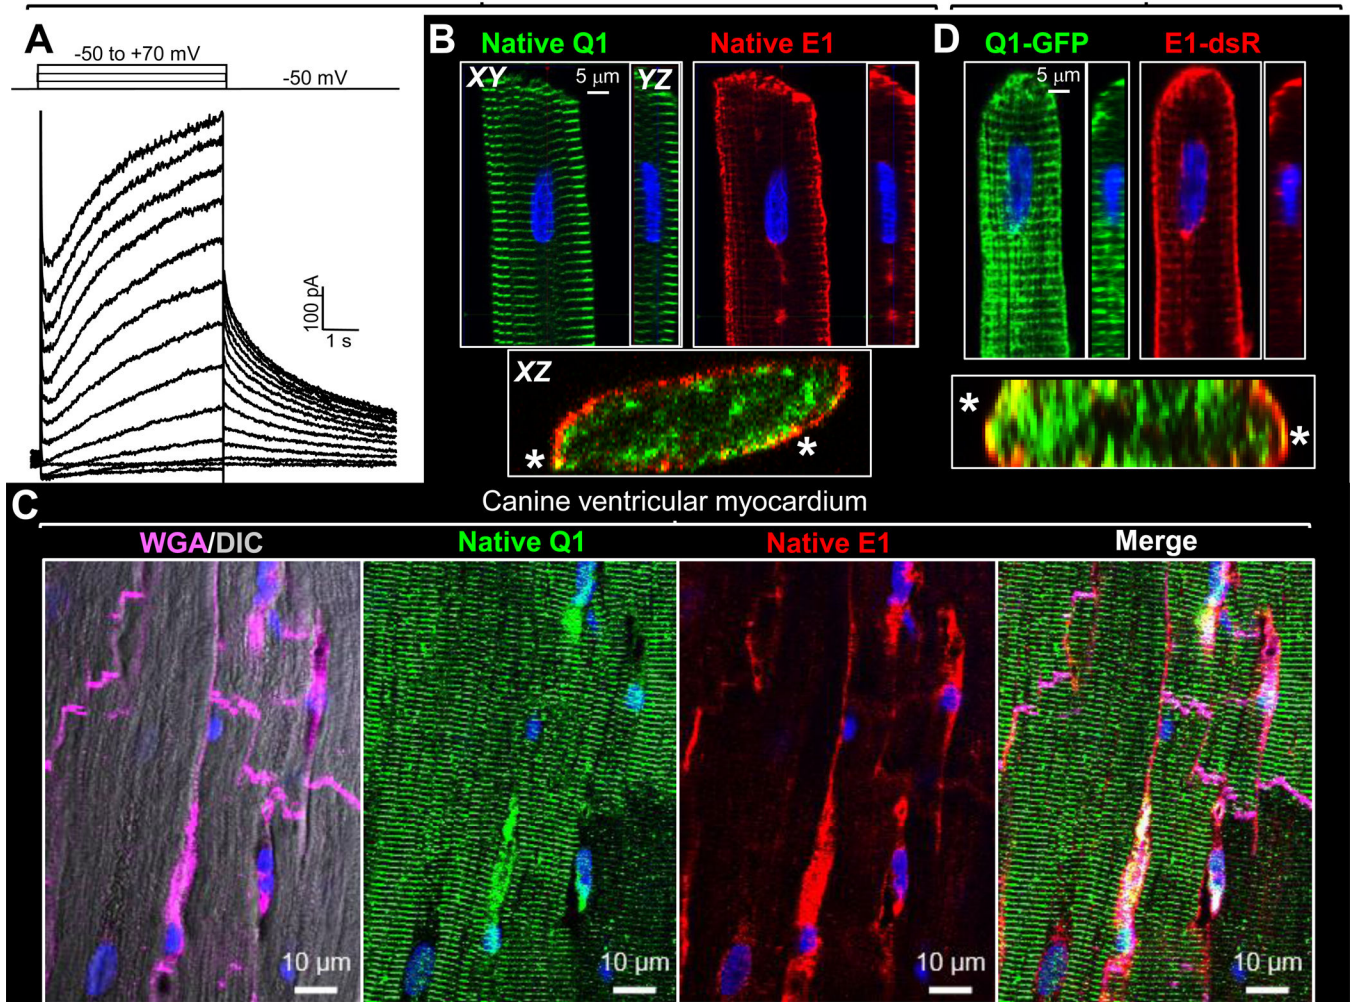 A
-50 to +70 mV
-50 mV
100 pA
1 s
B
Native Q1
Native E1
XY
5 μm
YZ
XZ
*
*
D
Q1-GFP
E1-dsR
5 μm
*
*
C
Canine ventricular myocardium
WGA/DIC
Native Q1
Native E1
Merge
10 μm
10 μm
10 μm
10 μm